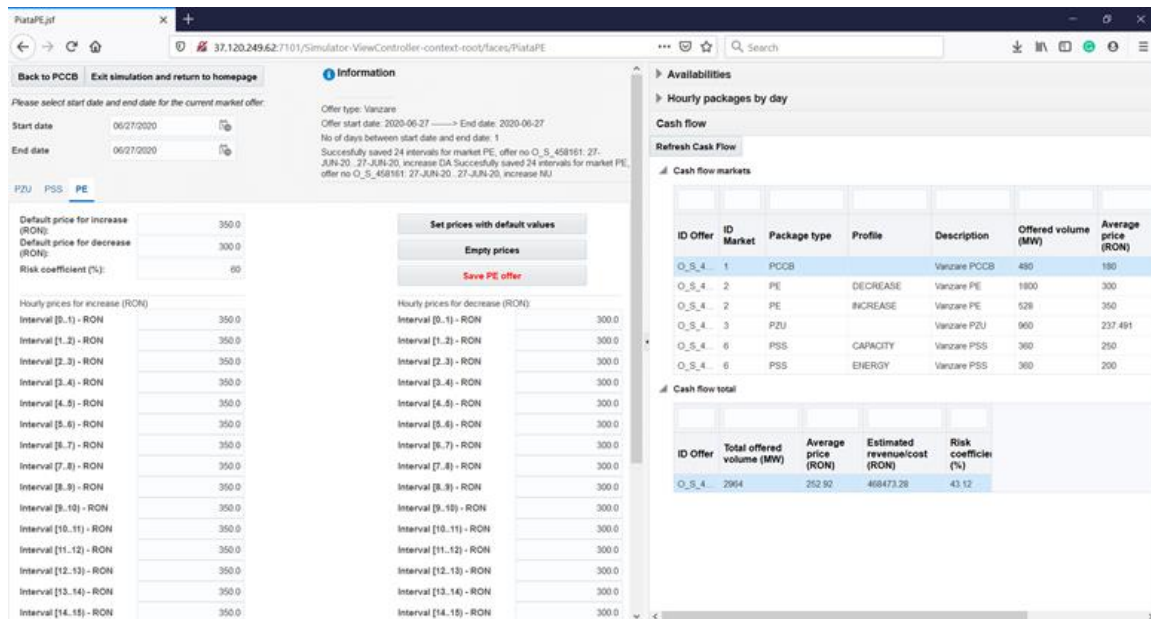 PiataPE.jsf
37.120.249.62:7101/Simulator-ViewController-context-root/faces/PiataPE
Search
Back to PCCB
Exit simulation and return to homepage
Please select start date and end date for the current market offer:
Start date 06/27/2020
End date 06/27/2020
Information
Offer type: Vanzare
Offer start date: 2020-06-27 -------> End date: 2020-06-27
No of days between start date and end date: 1
Succesfully saved 24 intervals for market PE, offer no O_S_458161: 27-
JUN-20...27-JUN-20, increase DA Succesfully saved 24 intervals for market PE,
offer no O_S_458161: 27-JUN-20...27-JUN-20, increase NU
PZU PSS PE
Default price for increase
(RON): 350.0
Default price for decrease
(RON): 300.0
Risk coefficient (%): 60
Set prices with default values
Empty prices
Save PE offer
Hourly prices for increase (RON)
Interval [0..1) - RON 350.0
Interval [1..2) - RON 350.0
Interval [2..3) - RON 350.0
Interval [3..4) - RON 350.0
Interval [4..5) - RON 350.0
Interval [5..6) - RON 350.0
Interval [6..7) - RON 350.0
Interval [7..8) - RON 350.0
Interval [8..9) - RON 350.0
Interval [9..10) - RON 350.0
Interval [10..11) - RON 350.0
Interval [11..12) - RON 350.0
Interval [12..13) - RON 350.0
Interval [13..14) - RON 350.0
Interval [14..15) - RON 350.0
Hourly prices for decrease (RON):
Interval [0..1) - RON 300.0
Interval [1..2) - RON 300.0
Interval [2..3) - RON 300.0
Interval [3..4) - RON 300.0
Interval [4..5) - RON 300.0
Interval [5..6) - RON 300.0
Interval [6..7) - RON 300.0
Interval [7..8) - RON 300.0
Interval [8..9) - RON 300.0
Interval [9..10) - RON 300.0
Interval [10..11) - RON 300.0
Interval [11..12) - RON 300.0
Interval [12..13) - RON 300.0
Interval [13..14) - RON 300.0
Interval [14..15) - RON 300.0
Availabilities
Hourly packages by day
Cash flow
Refresh Cask Flow
Cash flow markets
ID Offer ID Market Package type Profile Description Offered volume (MW) Average price (RON)
O_S_4... 1 PCCB Vanzare PCCB 480 180
O_S_4... 2 PE DECREASE Vanzare PE 1800 300
O_S_4... 2 PE INCREASE Vanzare PE 528 350
O_S_4... 3 PZU Vanzare PZU 960 237.491
O_S_4... 6 PSS CAPACITY Vanzare PSS 360 250
O_S_4... 6 PSS ENERGY Vanzare PSS 360 200
Cash flow total
ID Offer Total offered volume (MW) Average price (RON) Estimated revenue/cost (RON) Risk coefficie (%)
O_S_4... 2964 252.92 468473.28 43.12